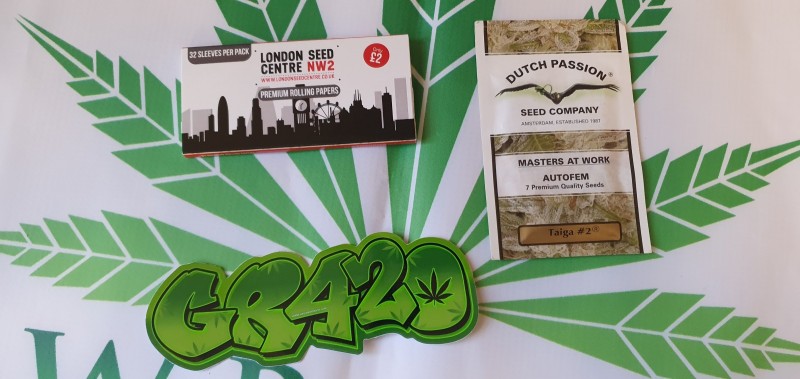 32 SLEEVES PER PACK
LONDON SEED
CENTRE NW2
WWW.LONDONSEEDCENTRE.CO.UK
PREMIUM ROLLING PAPERS
Only
£2
DUTCH PASSION®
SEED COMPANY
AMSTERDAM, ESTABLISHED 1987
MASTERS AT WORK
AUTOFEM
7 Premium Quality Seeds
Taiga #2®
GR420